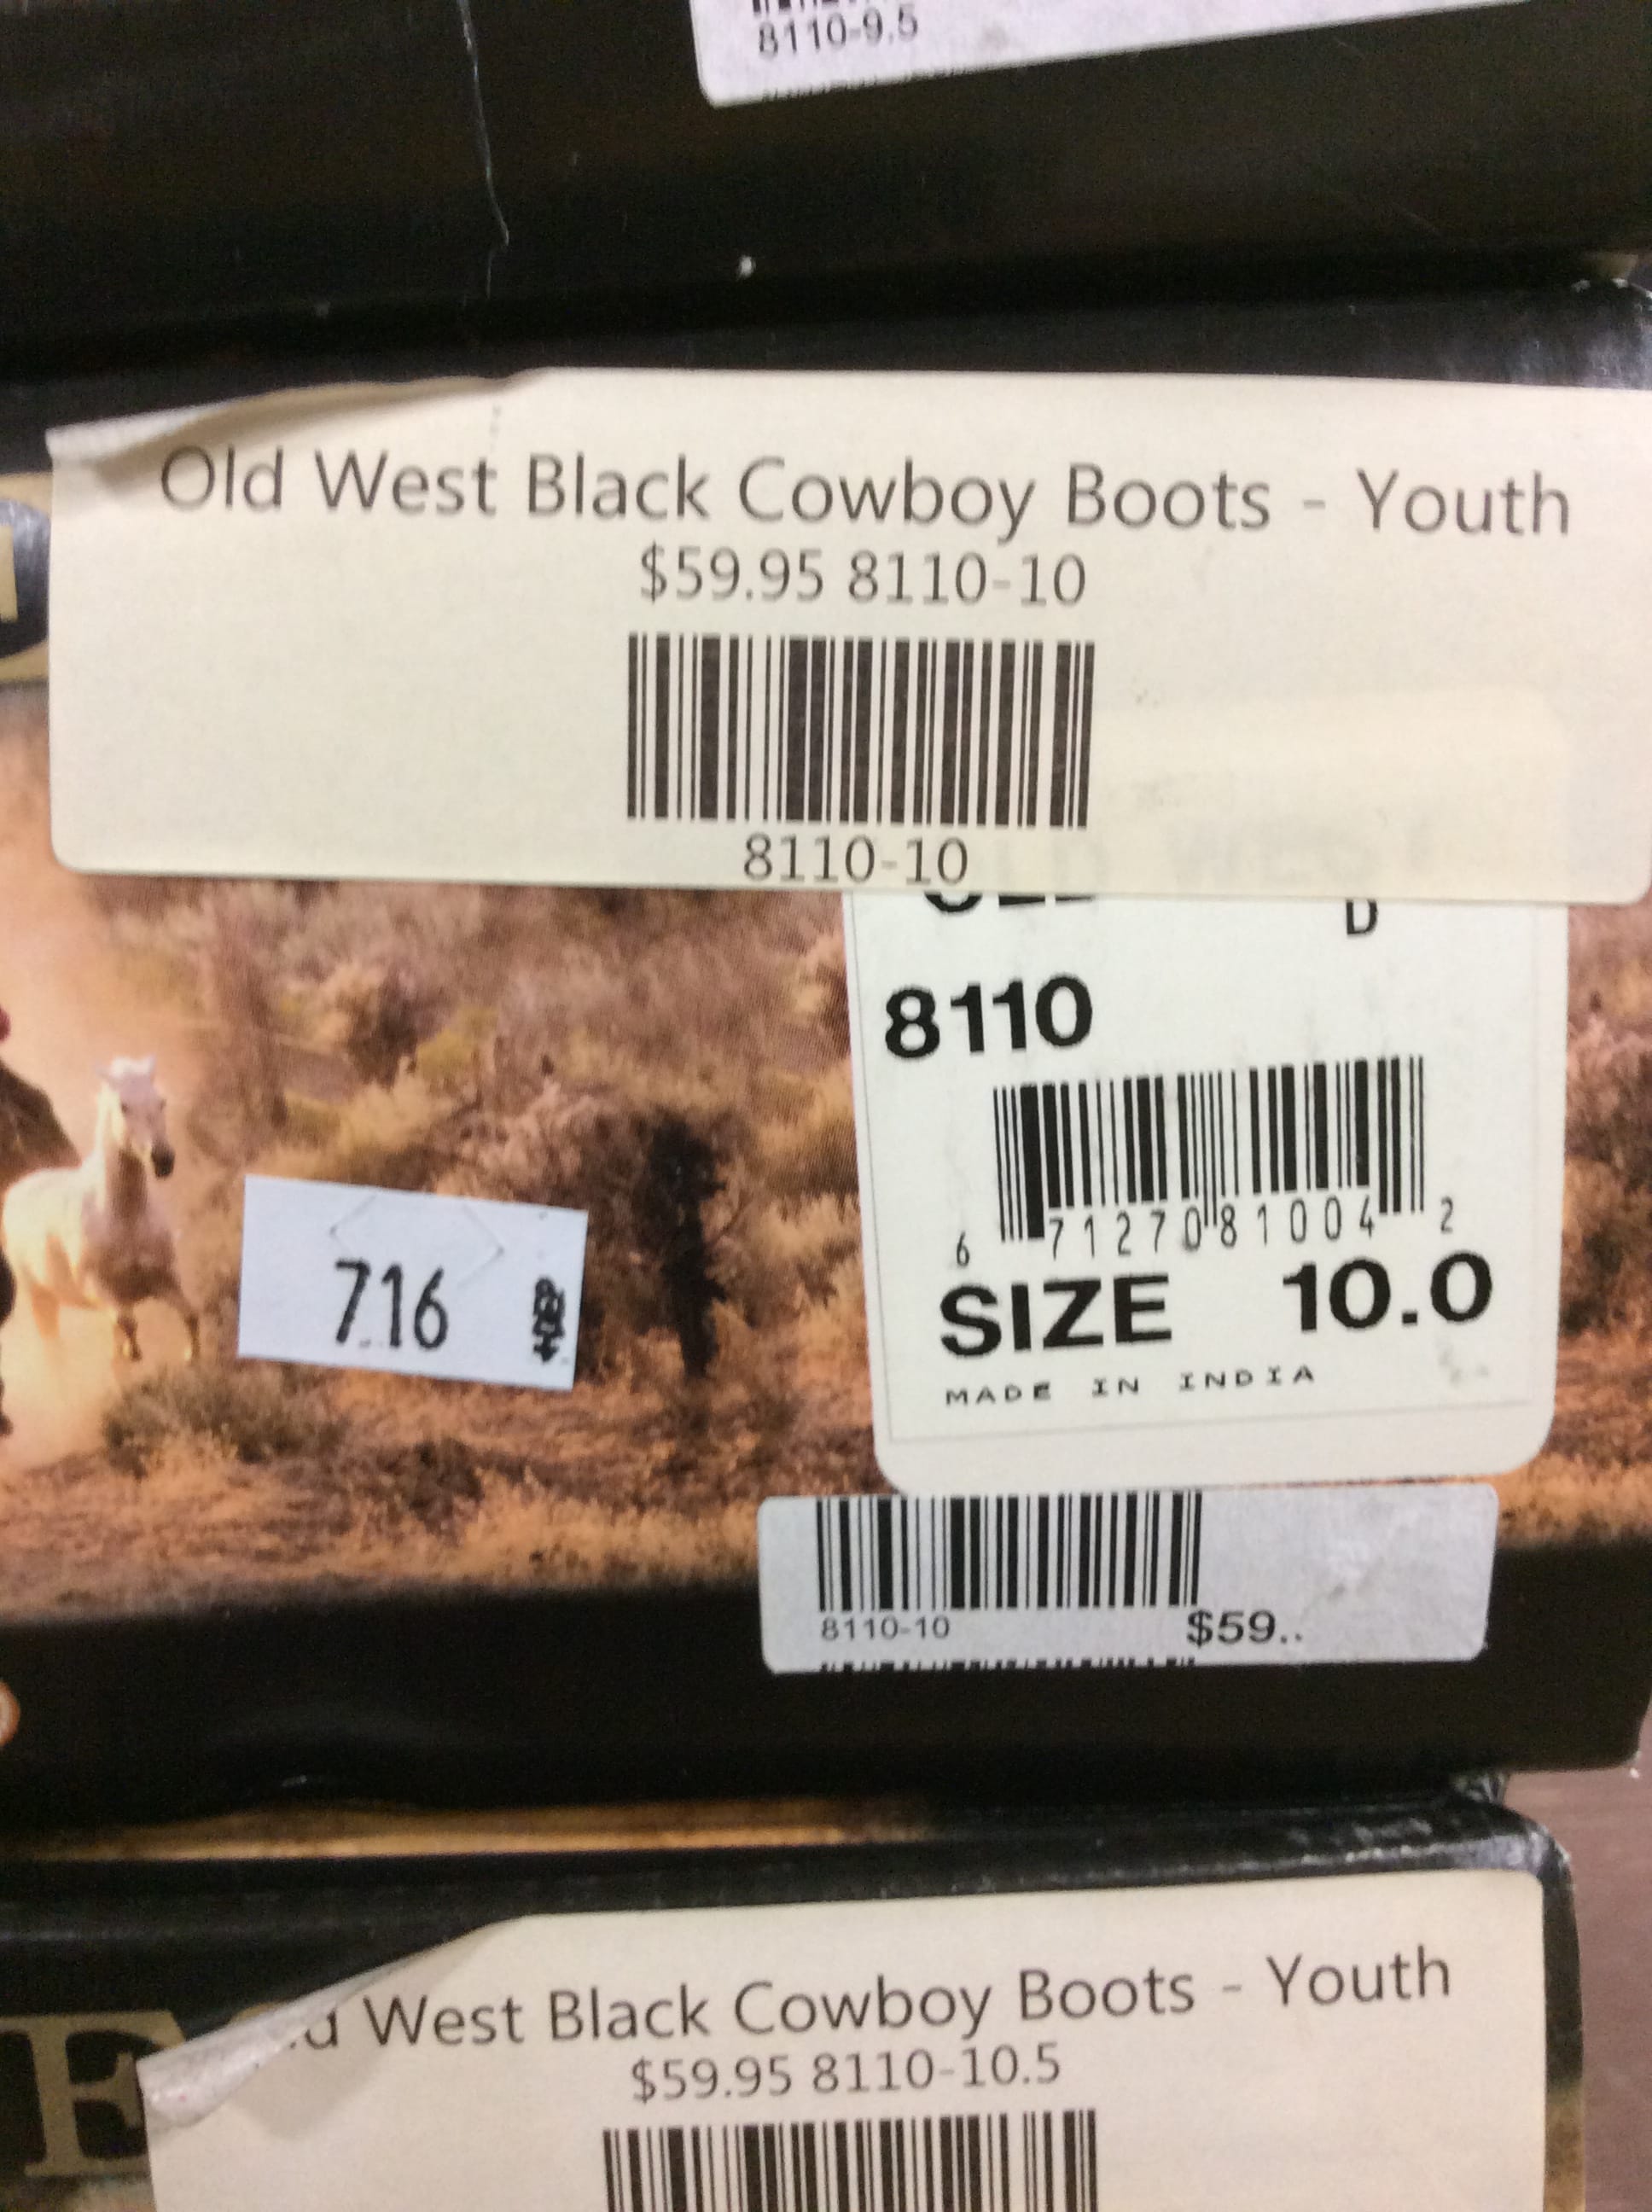 8110-9.5
Old West Black Cowboy Boots - Youth
$59.95 8110-10
8110-10
D
8110
6 71270 81004 2
SIZE 10.0
MADE IN INDIA
716
8110-10 $59..
West Black Cowboy Boots - Youth
$59.95 8110-10.5